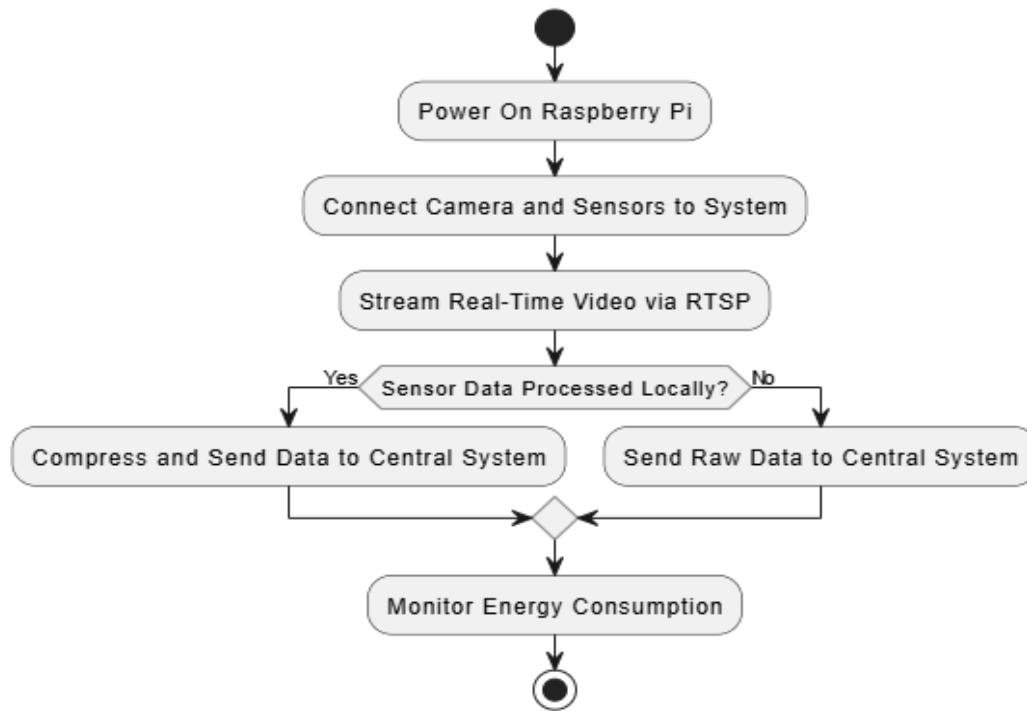 Power On Raspberry Pi
Connect Camera and Sensors to System
Stream Real-Time Video via RTSP
Yes
Sensor Data Processed Locally?
No
Compress and Send Data to Central System
Send Raw Data to Central System
Monitor Energy Consumption